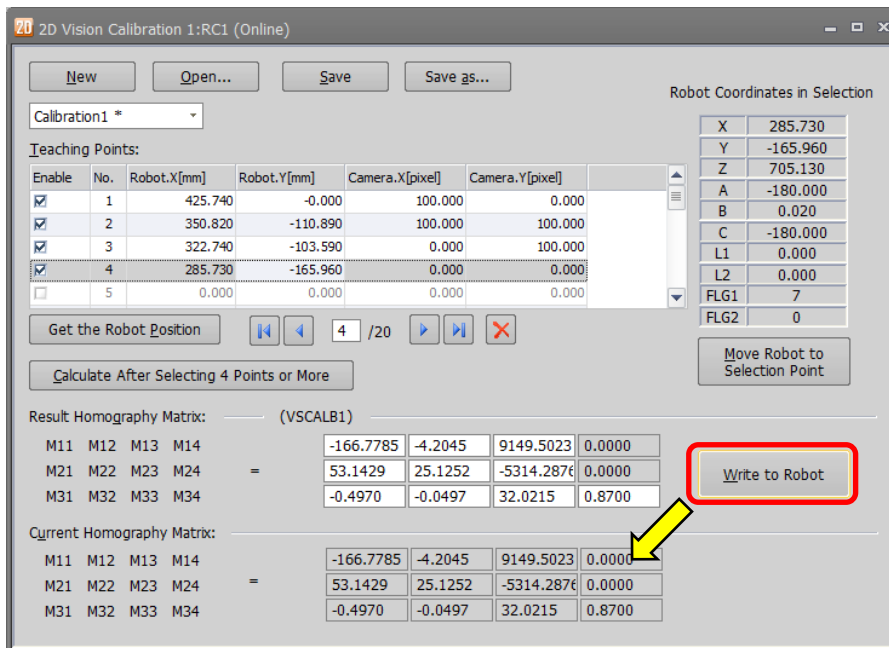 2D 2D Vision Calibration 1:RC1 (Online)
New Open... Save Save as...
Robot Coordinates in Selection
Calibration1 *
X 285.730
Y -165.960
Z 705.130
A -180.000
B 0.020
C -180.000
L1 0.000
L2 0.000
FLG1 7
FLG2 0
Teaching Points:
Enable No. Robot.X[mm] Robot.Y[mm] Camera.X[pixel] Camera.Y[pixel]
1 425.740 -0.000 100.000 0.000
2 350.820 -110.890 100.000 100.000
3 322.740 -103.590 0.000 100.000
4 285.730 -165.960 0.000 0.000
5 0.000 0.000 0.000 0.000
Get the Robot Position 4 /20
Move Robot to
Selection Point
Calculate After Selecting 4 Points or More
Result Homography Matrix: (VSCALB1)
M11 M12 M13 M14 -166.7785 -4.2045 9149.5023 0.0000
M21 M22 M23 M24 = 53.1429 25.1252 -5314.2876 0.0000
M31 M32 M33 M34 -0.4970 -0.0497 32.0215 0.8700
Write to Robot
Current Homography Matrix:
M11 M12 M13 M14 -166.7785 -4.2045 9149.5023 0.0000
M21 M22 M23 M24 = 53.1429 25.1252 -5314.2876 0.0000
M31 M32 M33 M34 -0.4970 -0.0497 32.0215 0.8700